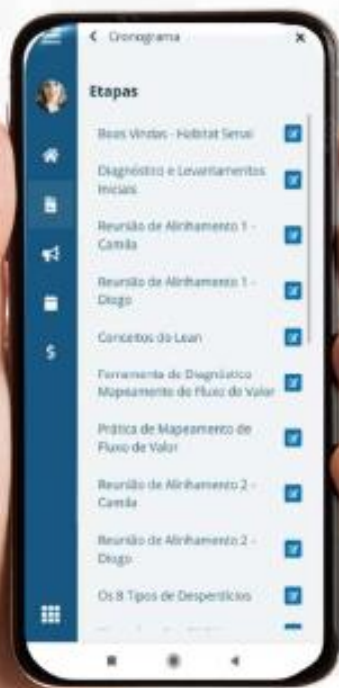 Cronograma
Etapas
Boas Vindas - Habitat Senai
Diagnóstico e Levantamentos
Iniciais
Reunião de Alinhamento 1 -
Camila
Reunião de Alinhamento 1 -
Diogo
Conceitos do Lean
Ferramenta de Diagnóstico
Mapeamento do Fluxo de Valor
Prática de Mapeamento de
Fluxo de Valor
Reunião de Alinhamento 2 -
Camila
Reunião de Alinhamento 2 -
Diogo
Os 8 Tipos de Desperdícios